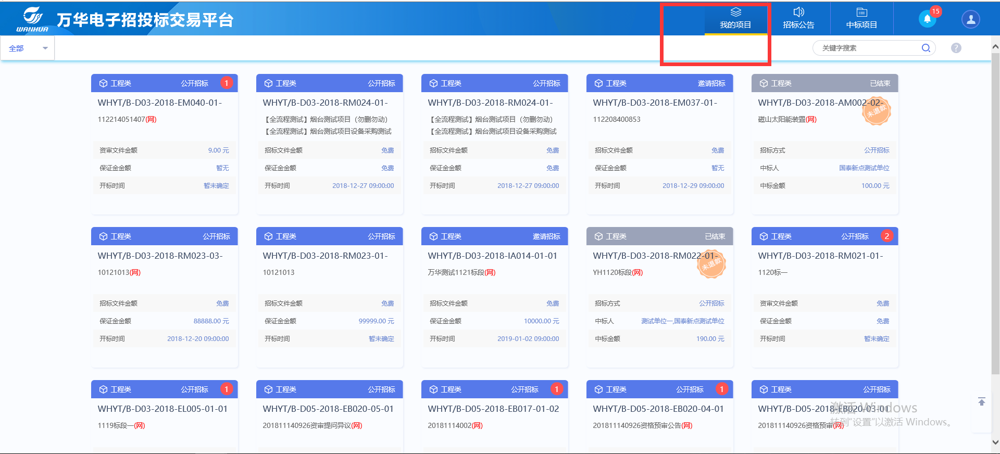 WANHUA
万华电子招投标交易平台
我的项目
招标公告
中标项目
15
全部
关键字搜索
?
工程类 公开招标 1
WHYT/B-D03-2018-EM040-01-
112214051407(网)
资审文件金额 9.00 元
保证金金额 暂无
开标时间 暂未确定
工程类 公开招标
WHYT/B-D03-2018-RM024-01-
【全流程测试】烟台测试项目（勿删勿动）
【全流程测试】烟台测试项目设备采购测试
招标文件金额 免费
保证金金额 免费
开标时间 2018-12-27 09:00:00
工程类 公开招标
WHYT/B-D03-2018-RM024-01-
【全流程测试】烟台测试项目（勿删勿动）
【全流程测试】烟台测试项目设备采购测试
招标文件金额 免费
保证金金额 免费
开标时间 2018-12-27 09:00:00
工程类 邀请招标
WHYT/B-D03-2018-EM037-01-
112208400853
招标文件金额 免费
保证金金额 暂无
开标时间 2018-12-29 09:00:00
工程类 已结束
WHYT/B-D03-2018-AM002-02-
未退款
磁山太阳能装置(网)
招标方式 公开招标
中标人 国泰新点测试单位
中标金额 100.00 元
工程类 公开招标
WHYT/B-D03-2018-RM023-03-
10121013(网)
招标文件金额 免费
保证金金额 88888.00 元
开标时间 2018-12-20 09:00:00
工程类 公开招标
WHYT/B-D03-2018-RM023-01-
10121013
招标文件金额 免费
保证金金额 99999.00 元
开标时间 暂未确定
工程类 邀请招标
WHYT/B-D03-2018-IA014-01-01
万华测试1121标段(网)
招标文件金额 免费
保证金金额 10000.00 元
开标时间 2019-01-02 09:00:00
工程类 已结束
WHYT/B-D03-2018-RM022-01-
未退款
YH1120标段(网)
招标方式 公开招标
中标人 测试单位一,国泰新点测试单位
中标金额 190.00 元
工程类 公开招标 2
WHYT/B-D03-2018-RM021-01-
1120标一
资审文件金额 免费
保证金金额 免费
开标时间 暂未确定
工程类 公开招标 1
WHYT/B-D03-2018-EL005-01-01
1119标段一(网)
工程类 公开招标
WHYT/B-D05-2018-EB020-05-01
201811140926资审提问异议(网)
工程类 公开招标 1
WHYT/B-D05-2018-EB017-01-02
20181114002(网)
工程类 公开招标 1
WHYT/B-D05-2018-EB020-04-01
201811140926资格预审公告(网)
工程类 公开招标
WHYT/B-D05-2018-EB020-03-01
201811140926资格预审(网)
激活 Windows
转到"设置"以激活 Windows。